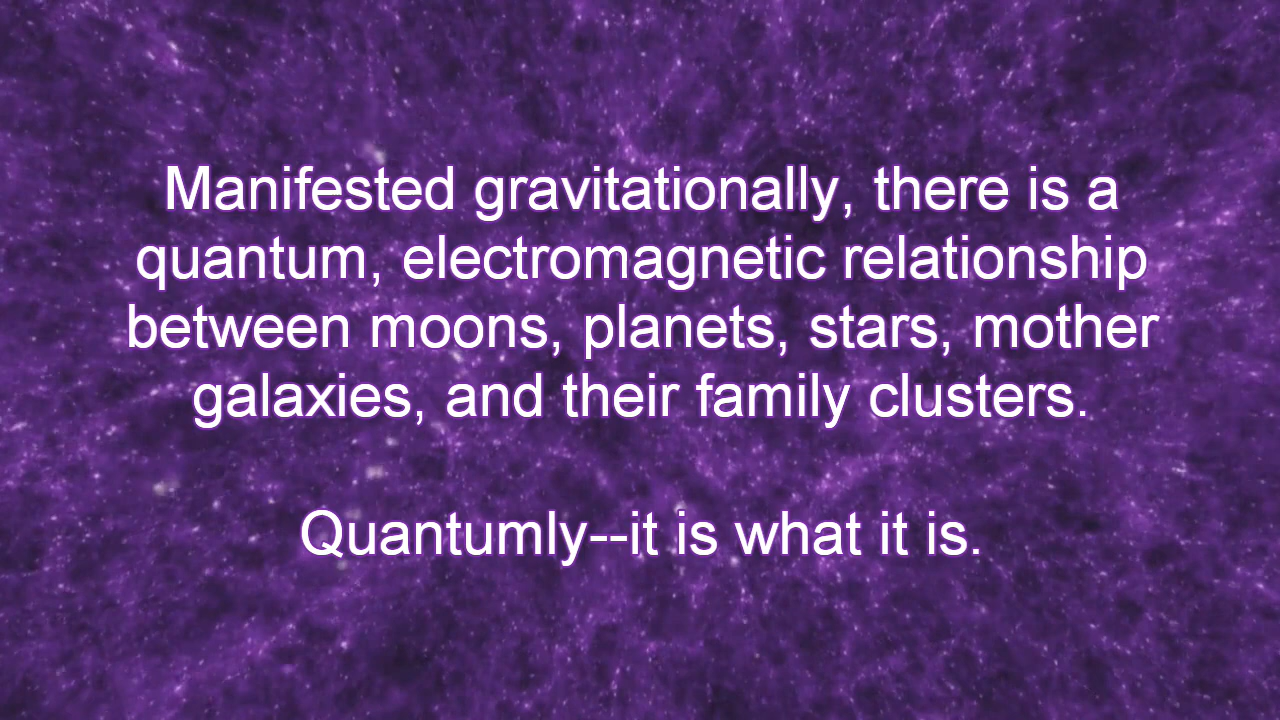 Manifested gravitationally, there is a
quantum, electromagnetic relationship
between moons, planets, stars, mother
galaxies, and their family clusters.
Quantumly--it is what it is.